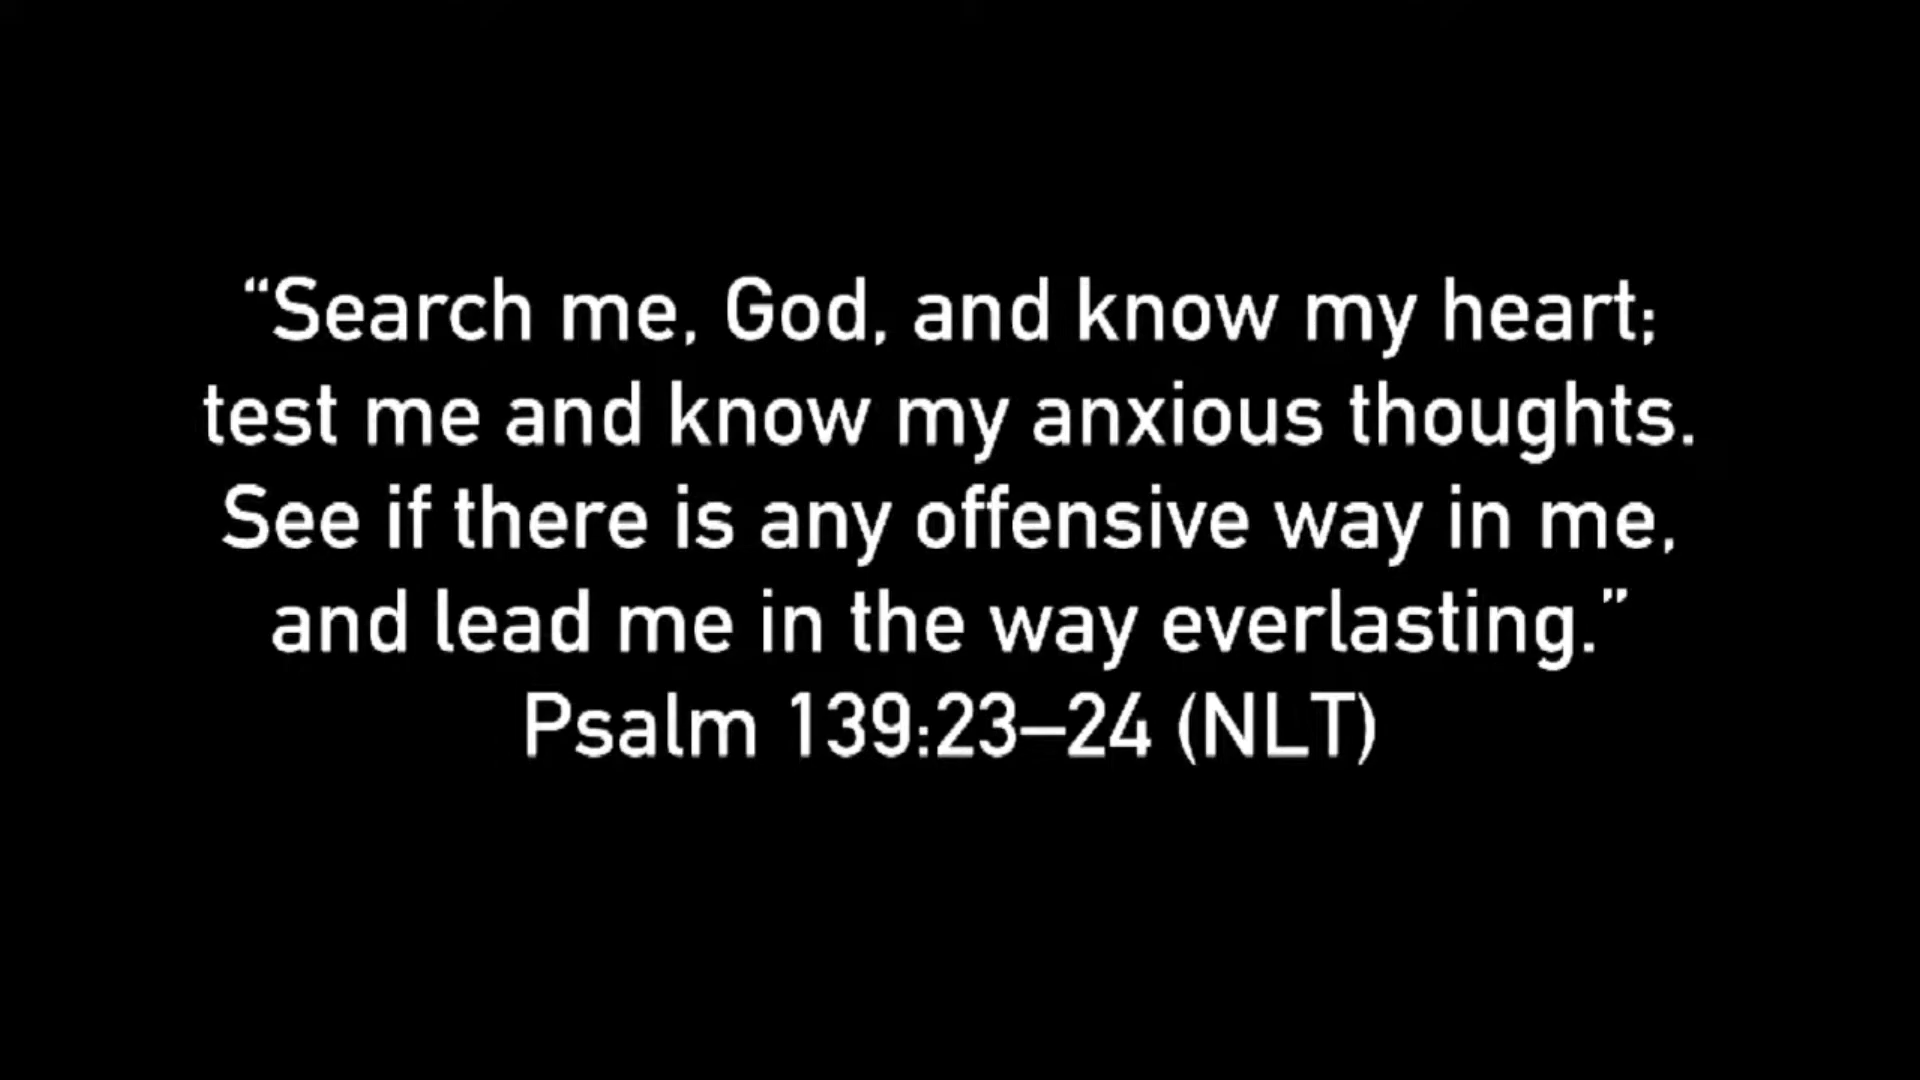 “Search me, God, and know my heart;
test me and know my anxious thoughts.
See if there is any offensive way in me,
and lead me in the way everlasting.”
Psalm 139:23–24 (NLT)